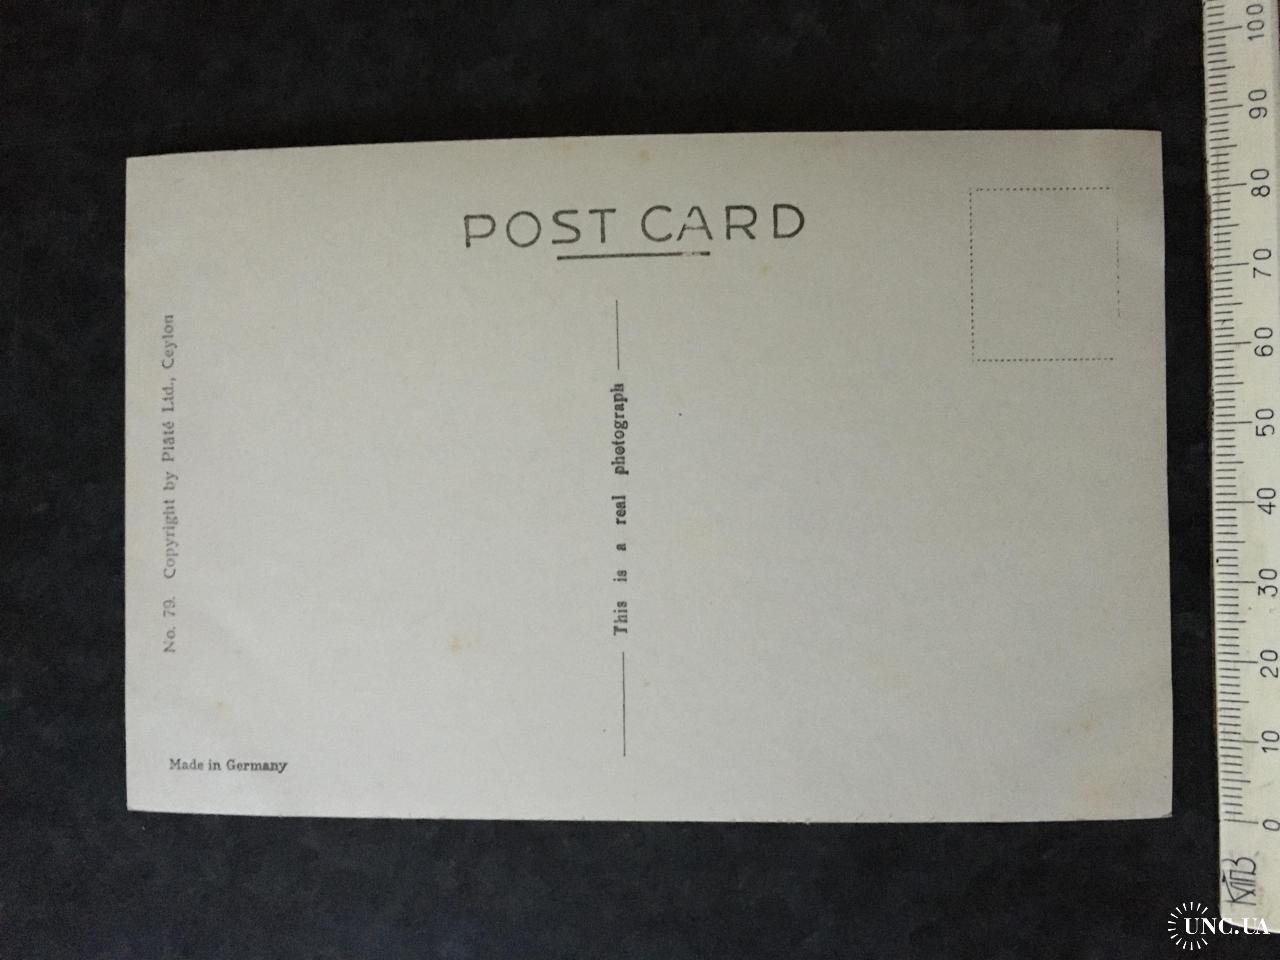 POST CARD
No. 79. Copyright by Plâté Ltd., Ceylon
This is a real photograph
Made in Germany
100
90
80
70
60
50
40
30
20
10
0
UNC.UA